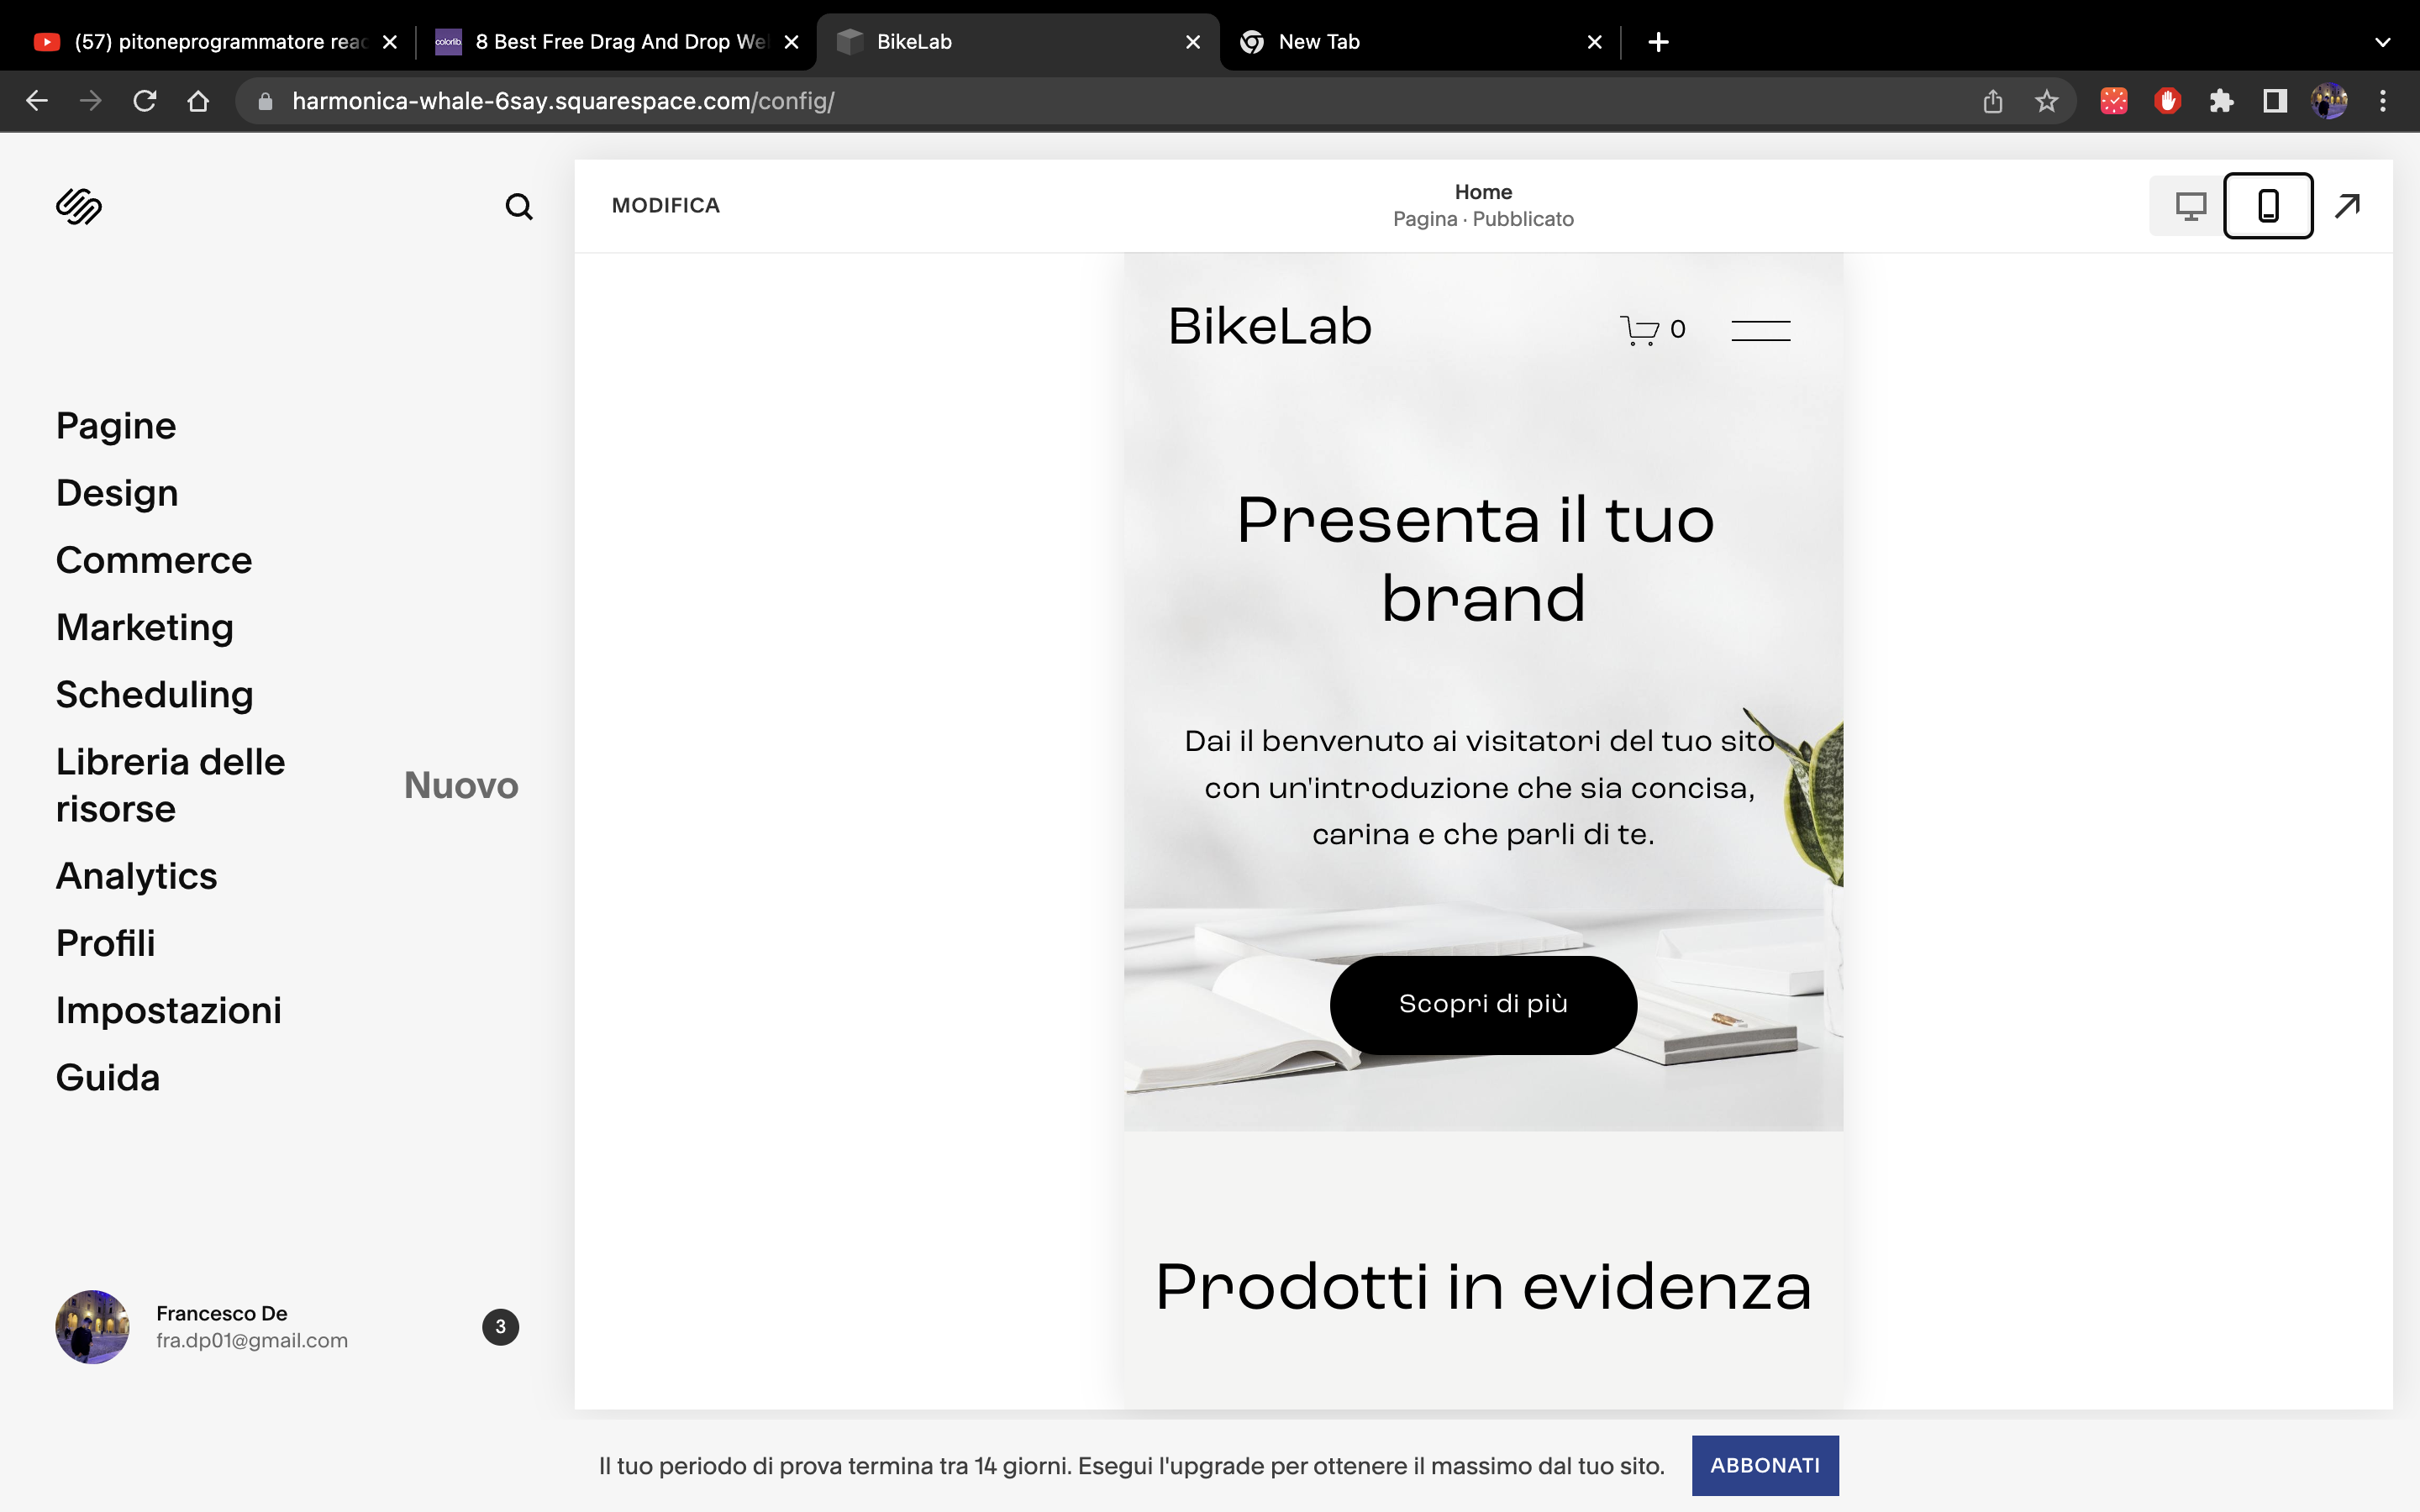 (57) pitoneprogrammatore reac
colorlib.
8 Best Free Drag And Drop We
BikeLab
New Tab
harmonica-whale-6say.squarespace.com/config/
MODIFICA
Home
Pagina · Pubblicato
Pagine
Design
Commerce
Marketing
Scheduling
Libreria delle
risorse
Nuovo
Analytics
Profili
Impostazioni
Guida
Francesco De
fra.dp01@gmail.com
3
BikeLab
0
Presenta il tuo
brand
Dai il benvenuto ai visitatori del tuo sito
con un'introduzione che sia concisa,
carina e che parli di te.
Scopri di più
Prodotti in evidenza
Il tuo periodo di prova termina tra 14 giorni. Esegui l'upgrade per ottenere il massimo dal tuo sito.
ABBONATI